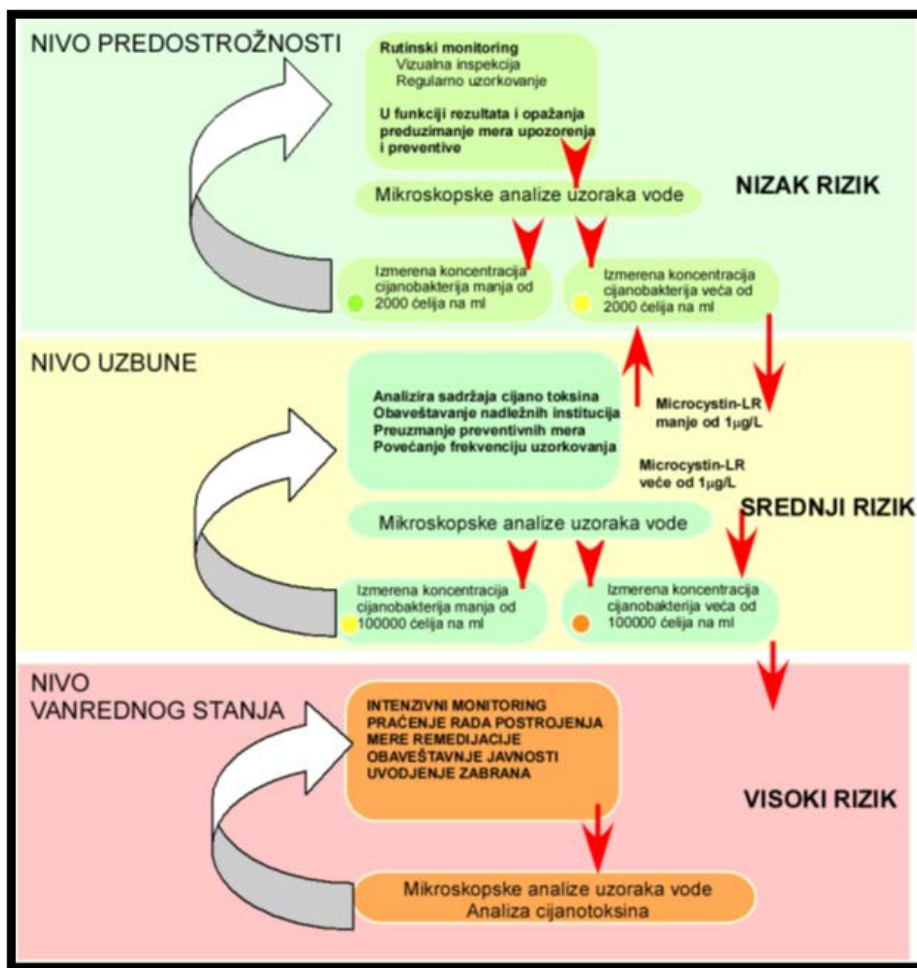 NIVO PREDOSTROŽNOSTI
Rutinski monitoring
Vizualna inspekcija
Regularno uzorkovanje
U funkciji rezultata i opažanja
preduzimanje mera upozorenja
i preventive
NIZAK RIZIK
Mikroskopske analize uzoraka vode
Izmerena koncentracija
cijanobakterija manja od
2000 ćelija na ml
Izmerena koncentracija
cijanobakterija veća od
2000 ćelija na ml
NIVO UZBUNE
Analizira sadržaja cijano toksina
Obaveštavanje nadležnih institucija
Preuzmanje preventivnih mera
Povećanje frekvenciju uzorkovanja
Microcystin-LR
manje od 1µg/L
Microcystin-LR
veće od 1µg/L
SREDNJI RIZIK
Mikroskopske analize uzoraka vode
Izmerena koncentracija
cijanobakterija manja od
100000 ćelija na ml
Izmerena koncentracija
cijanobakterija veća od
100000 ćelija na ml
NIVO
VANREDNOG STANJA
INTENZIVNI MONITORING
PRAĆENJE RADA POSTROJENJA
MERE REMEDIJACIJE
OBAVEŠTAVNJE JAVNOSTI
UVODJENJE ZABRANA
VISOKI RIZIK
Mikroskopske analize uzoraka vode
Analiza cijanotoksina